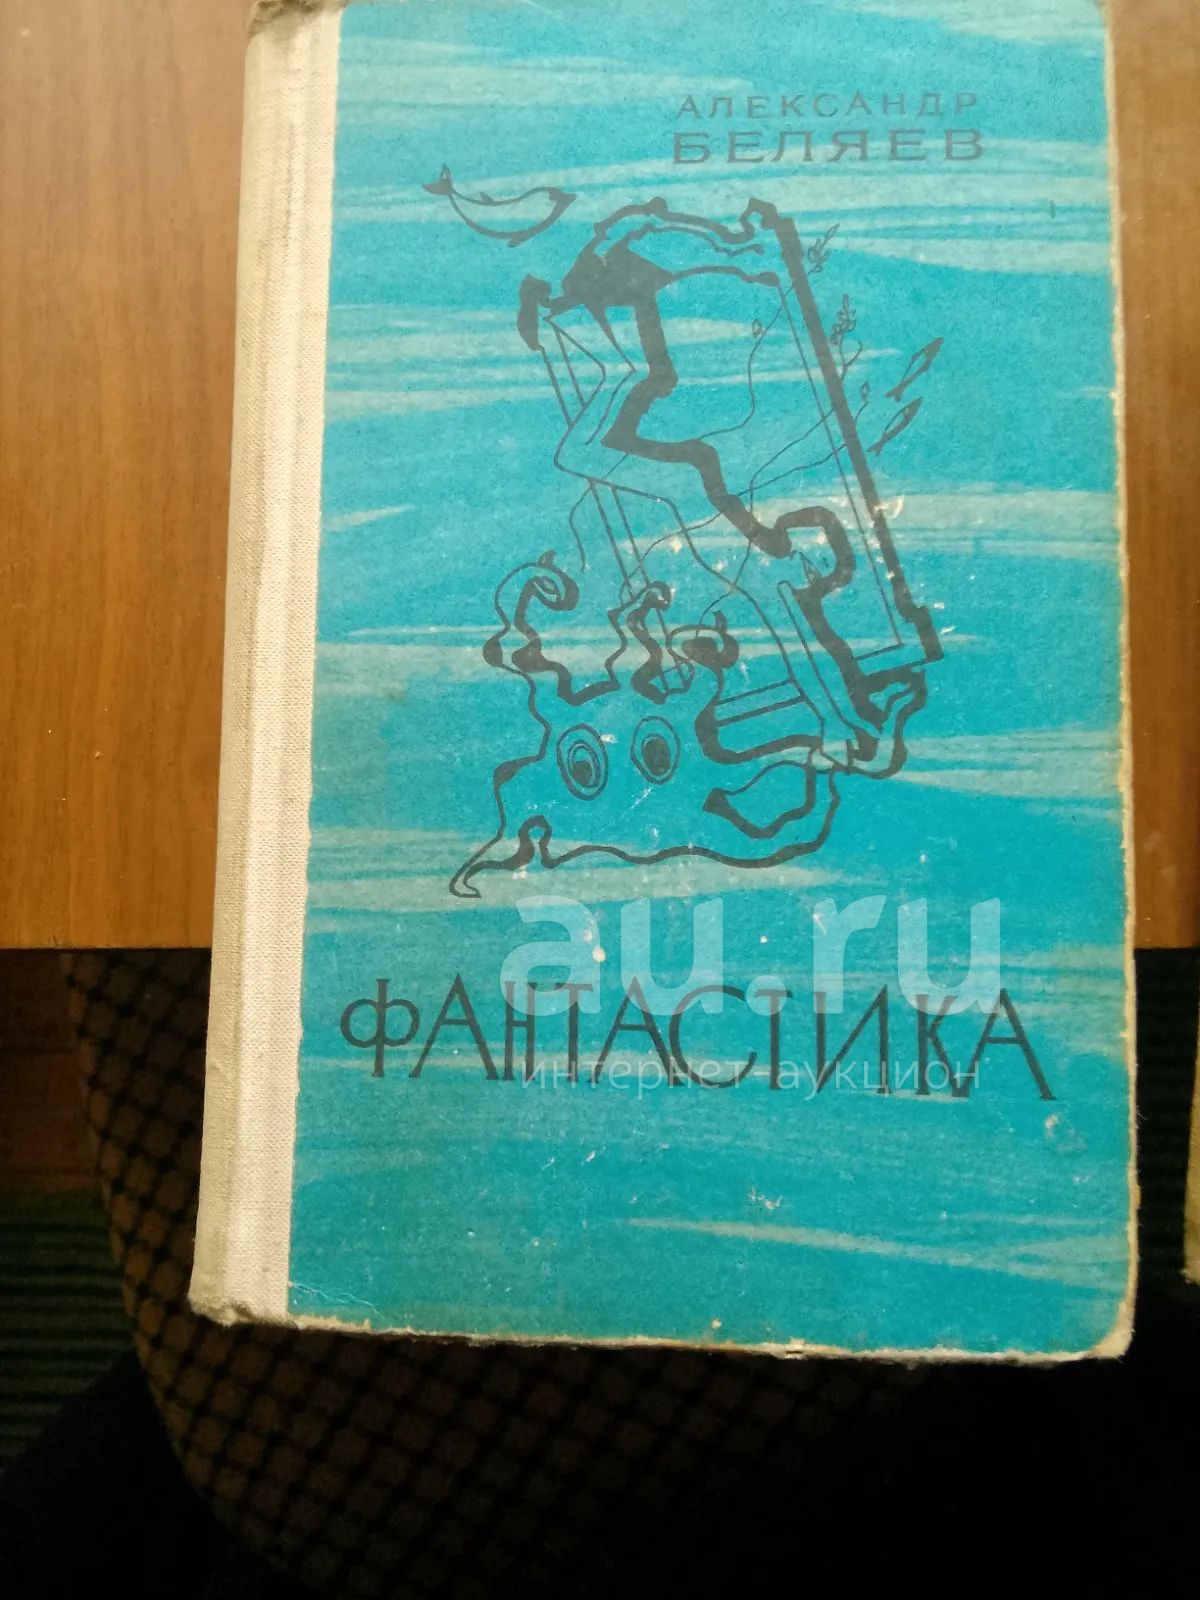 АЛЕКСАНДР
БЕЛЯЕВ
au.ru
ФАНТАСТИКА
интернет-аукцион